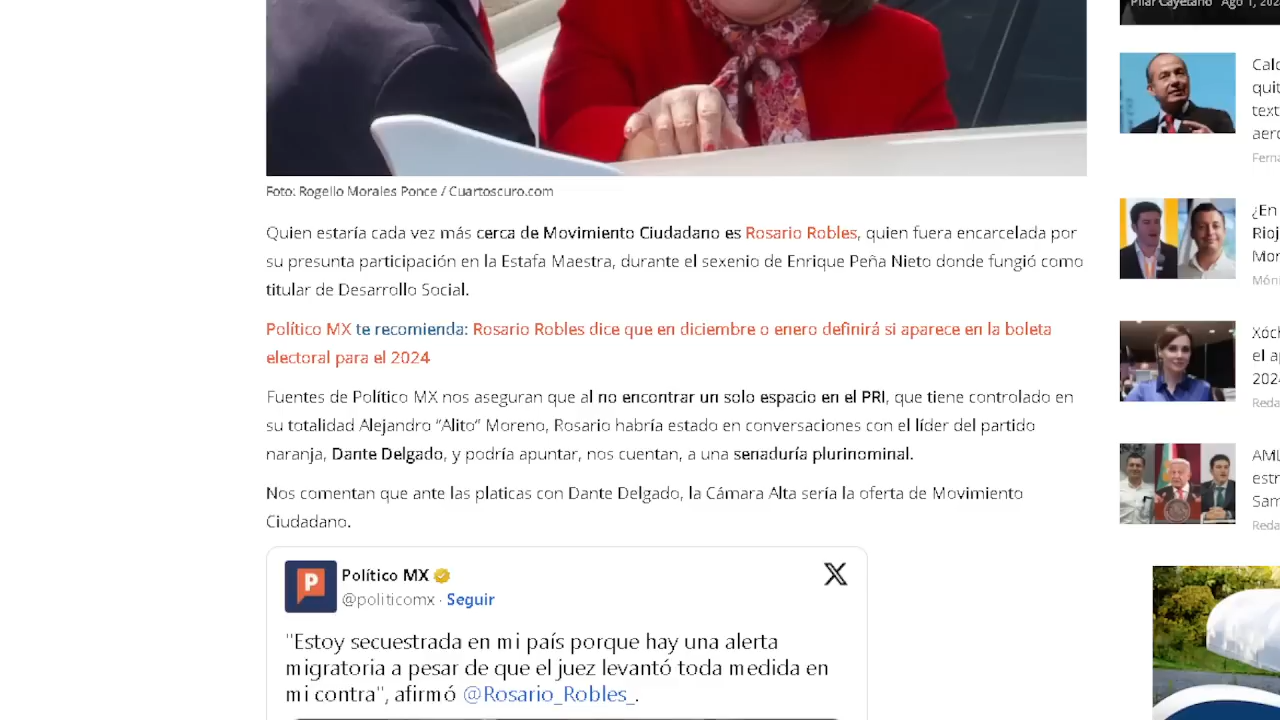 Pilar Cayetano Ago 1,
Foto: Rogelio Morales Ponce / Cuartoscuro.com
Quien estaría cada vez más cerca de Movimiento Ciudadano es Rosario Robles, quien fuera encarcelada por
su presunta participación en la Estafa Maestra, durante el sexenio de Enrique Peña Nieto donde fungió como
titular de Desarrollo Social.
Político MX te recomienda: Rosario Robles dice que en diciembre o enero definirá si aparece en la boleta
electoral para el 2024
Fuentes de Político MX nos aseguran que al no encontrar un solo espacio en el PRI, que tiene controlado en
su totalidad Alejandro “Alito” Moreno, Rosario habría estado en conversaciones con el líder del partido
naranja, Dante Delgado, y podría apuntar, nos cuentan, a una senaduría plurinominal.
Nos comentan que ante las platicas con Dante Delgado, la Cámara Alta sería la oferta de Movimiento
Ciudadano.
Político MX
@politicomx · Seguir
"Estoy secuestrada en mi país porque hay una alerta
migratoria a pesar de que el juez levantó toda medida en
mi contra", afirmó @Rosario_Robles_.
P
X
¿En